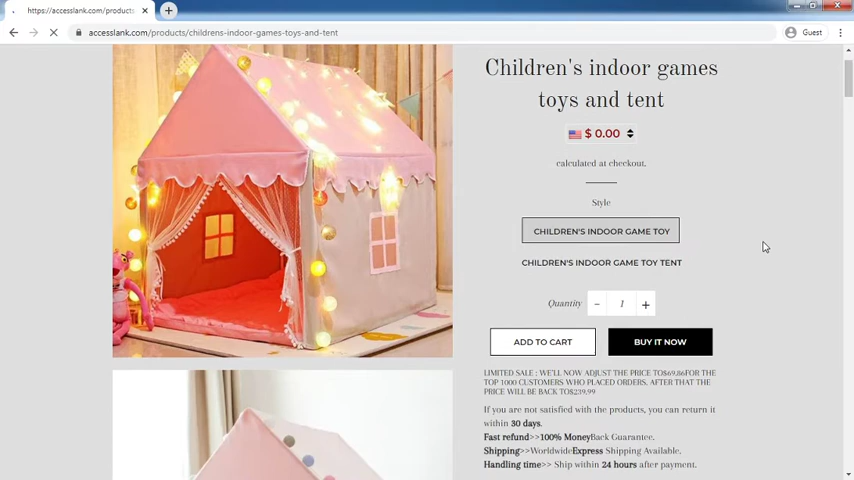 https://accesslank.com/products
Guest
accesslank.com/products/childrens-indoor-games-toys-and-tent
Children's indoor games
toys and tent
$ 0.00
calculated at checkout.
Style
CHILDREN'S INDOOR GAME TOY
CHILDREN'S INDOOR GAME TOY TENT
Quantity - 1 +
ADD TO CART BUY IT NOW
LIMITED SALE : WE'LL NOW ADJUST THE PRICE TO$69,86FOR THE
TOP 1000 CUSTOMERS WHO PLACED ORDERS. AFTER THAT THE
PRICE WILL BE BACK TO$239.99
If you are not satisfied with the products, you can return it
within 30 days.
Fast refund>>100% MoneyBack Guarantee.
Shipping>>WorldwideExpress Shipping Available.
Handling time>> Ship within 24 hours after payment.